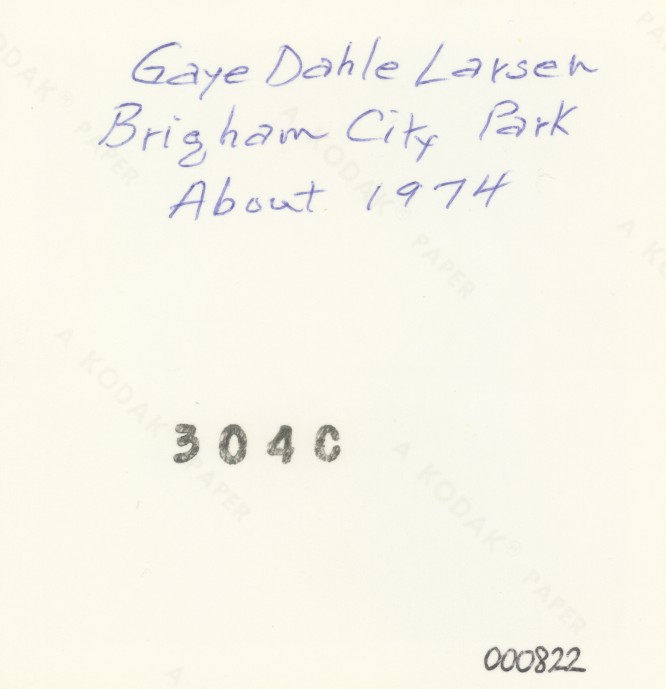 Gaye Dahle Larsen
Brigham City Park
About 1974
A KODAK® PAPER
A KODAK® PAPER
A KODAK® PAPER
304C
A KODAK® PAPER
000822